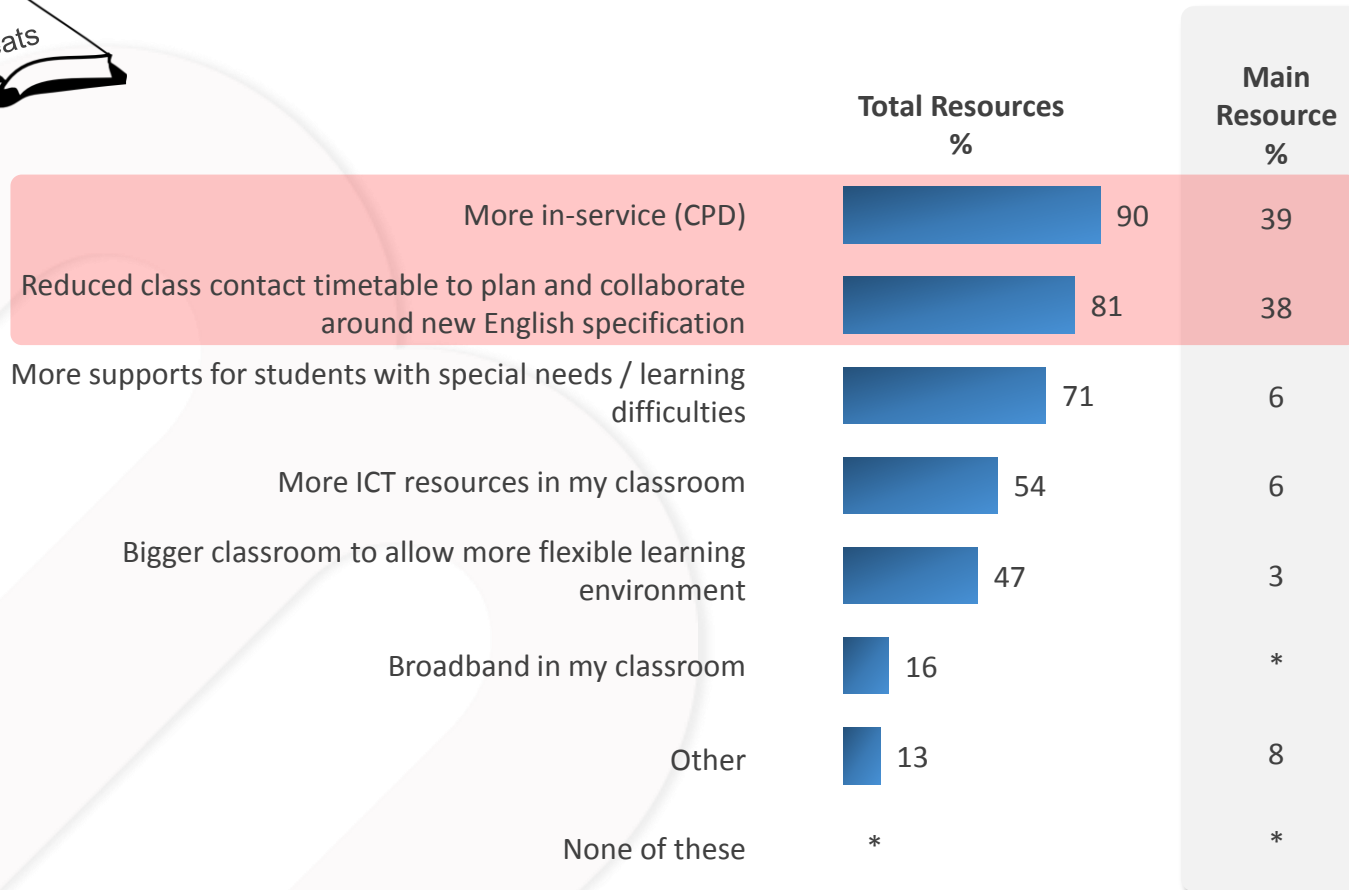 Total Resources
%
Main
Resource
%
More in-service (CPD)
90
39
Reduced class contact timetable to plan and collaborate
around new English specification
81
38
More supports for students with special needs / learning
difficulties
71
6
More ICT resources in my classroom
54
6
Bigger classroom to allow more flexible learning
environment
47
3
Broadband in my classroom
16
*
Other
13
8
None of these
*
*